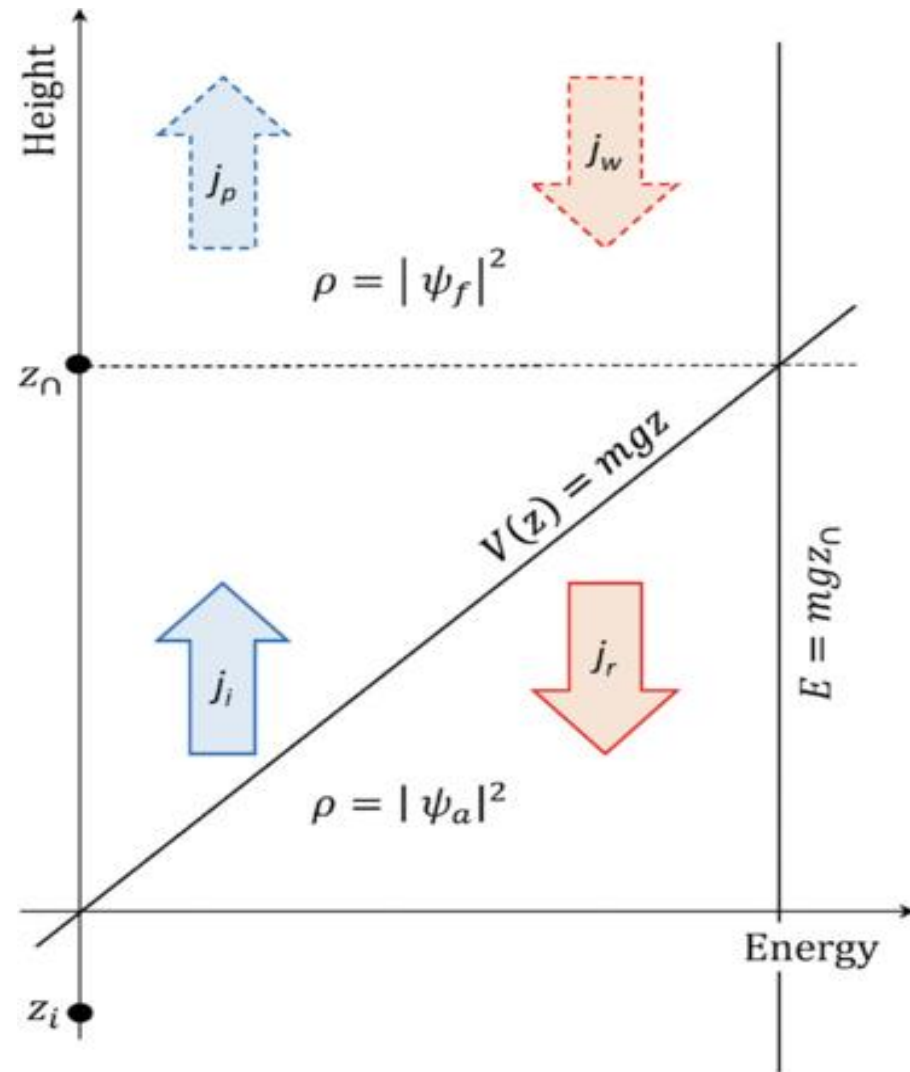 Height
j_p
j_w
ρ = | ψ_f|^2
z_∩
V(z) = mgz
E = mgz_∩
j_i
j_r
ρ = | ψ_a|^2
Energy
z_i